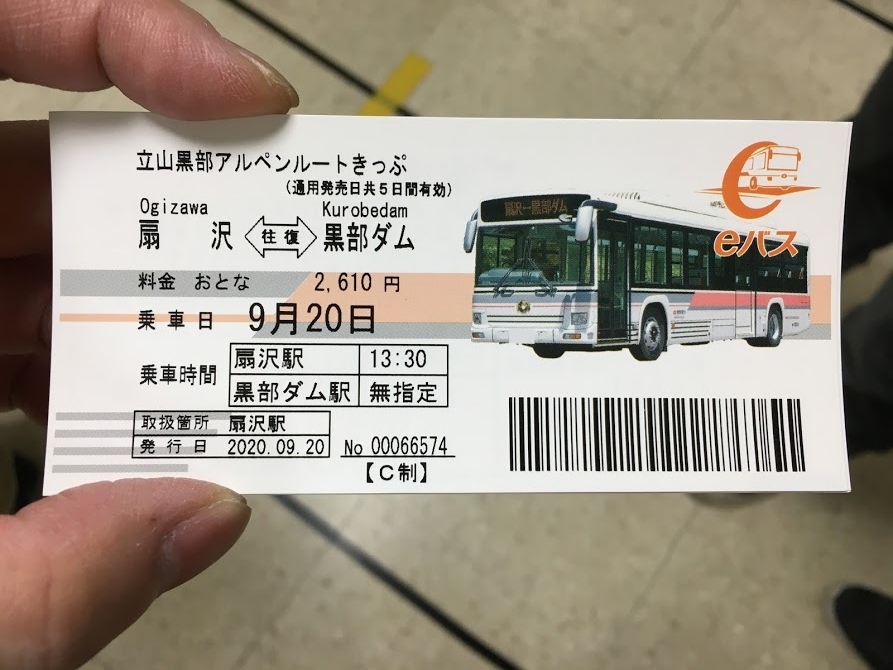 立山黒部アルペンルートきっぷ
(通用発売日共5日間有効)
Ogizawa Kurobedam
扇沢 往復 黒部ダム
料金 おとな 2,610 円
乗車日 9月20日
乗車時間 扇沢駅 13:30
黒部ダム駅 無指定
取扱箇所 扇沢駅
発行日 2020.09.20 No 00066574
【C制】
扇沢ー黒部ダム
eバス